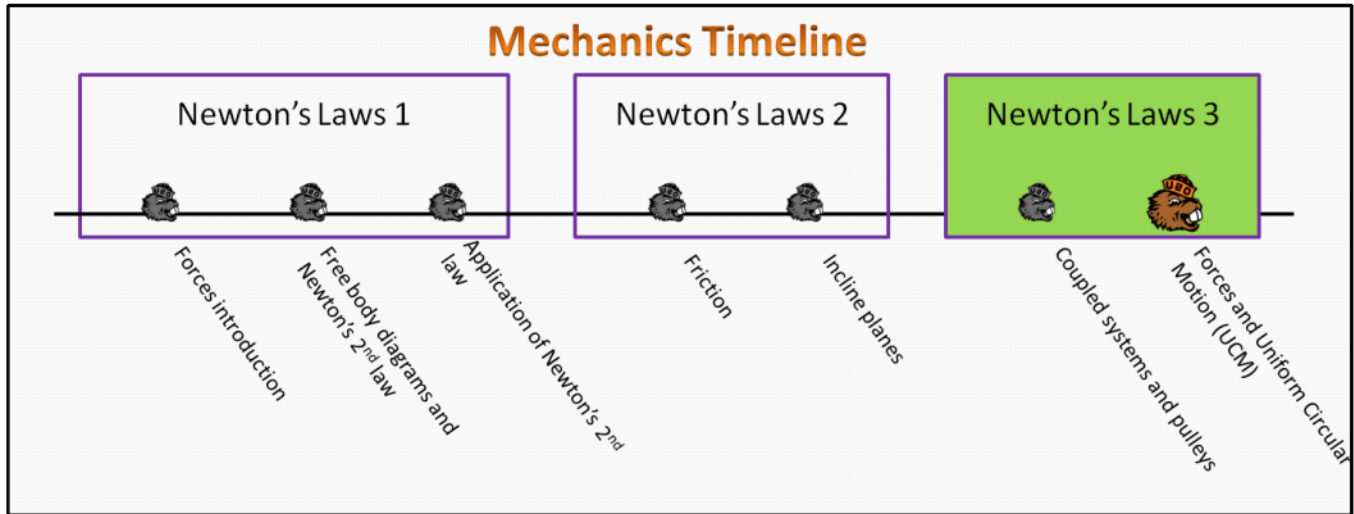 Mechanics Timeline
Newton's Laws 1
Newton's Laws 2
Newton's Laws 3
OSU
Forces introduction
Free body diagrams and
Newton's 2nd law
Application of Newton's 2nd
law
Friction
Incline planes
Coupled systems and pulleys
Forces and Uniform Circular
Motion (UCM)